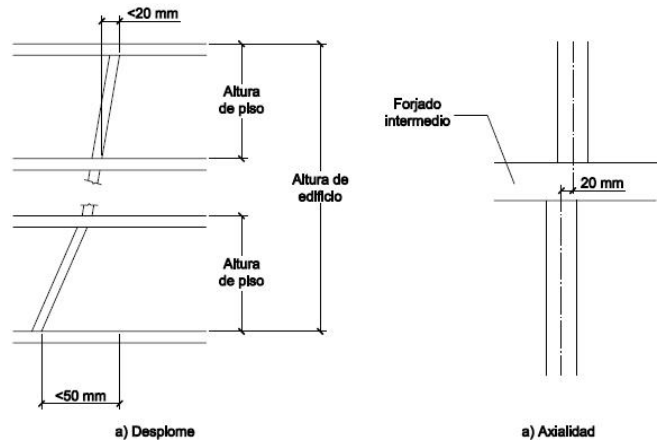 <20 mm
Altura
de piso
Altura de
edificio
Altura
de piso
<50 mm
a) Desplome
Forjado
intermedio
20 mm
a) Axialidad